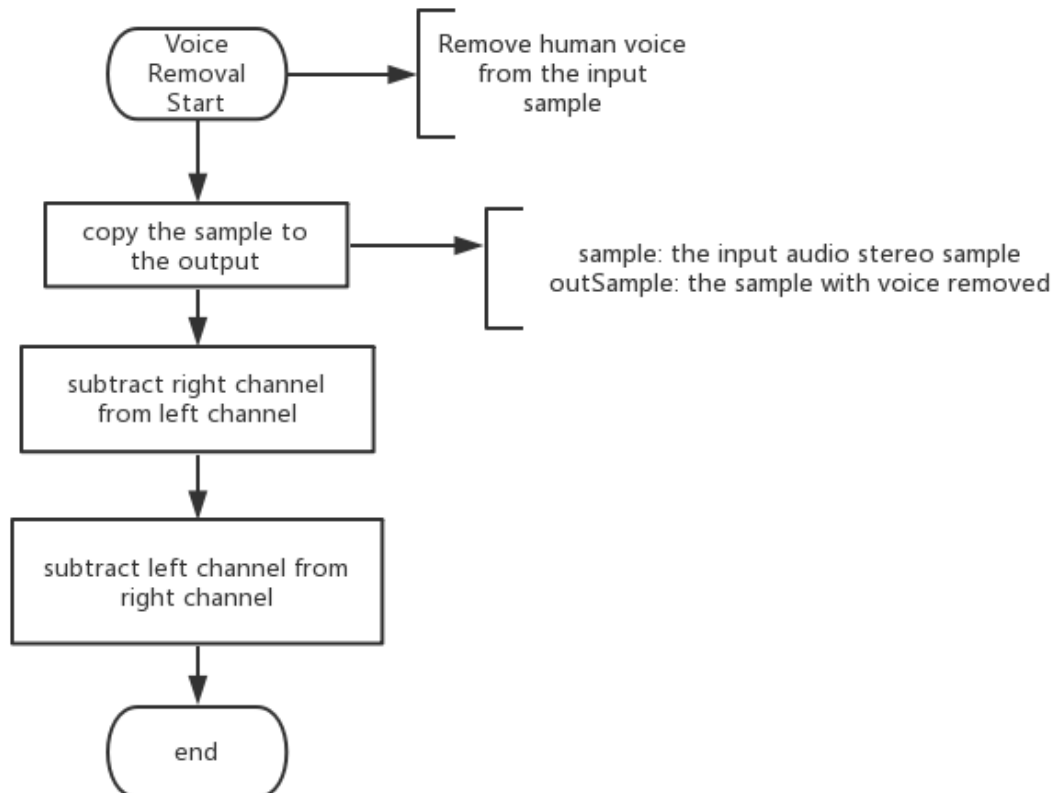 Voice
Removal
Start
Remove human voice
from the input
sample
copy the sample to
the output
sample: the input audio stereo sample
outSample: the sample with voice removed
subtract right channel
from left channel
subtract left channel from
right channel
end